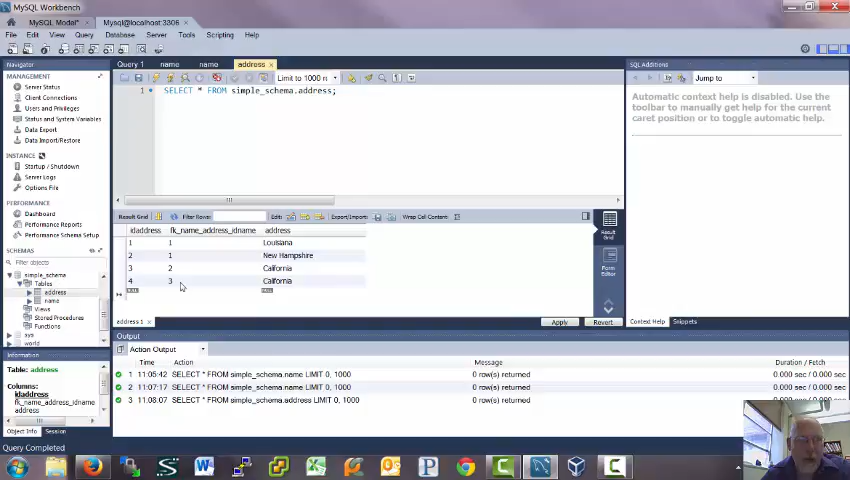 MySQL Workbench
MySQL Model* ×
Mysql@localhost:3306 ×
File Edit View Query Database Server Tools Scripting Help
Navigator
MANAGEMENT
Server Status
Client Connections
Users and Privileges
Status and System Variables
Data Export
Data Import/Restore
INSTANCE
Startup / Shutdown
Server Logs
Options File
PERFORMANCE
Dashboard
Performance Reports
Performance Schema Setup
SCHEMAS
Filter objects
simple_schema
Tables
address
name
Views
Stored Procedures
Functions
sys
world
Information
Table: address
Columns:
idaddress
fk_name_address_idname
address
Object Info Session
Query Completed
Query 1 name name address ×
Limit to 1000 r
1 SELECT * FROM simple_schema.address;
Result Grid Filter Rows: Edit: Export/Import: Wrap Cell Content:
idaddress fk_name_address_idname address
1 1 Louisiana
2 1 New Hampshire
3 2 California
4 3 California
NULL NULL
Result
Grid
Form
Editor
address 1 ×
Apply Revert
Output
Action Output
Time Action Message Duration / Fetch
1 11:05:42 SELECT * FROM simple_schema.name LIMIT 0, 1000 0 row(s) returned 0.000 sec / 0.000 sec
2 11:07:17 SELECT * FROM simple_schema.name LIMIT 0, 1000 0 row(s) returned 0.000 sec / 0.000 sec
3 11:08:07 SELECT * FROM simple_schema.address LIMIT 0, 1000 0 row(s) returned 0.000 sec / 0.000 sec
SQL Additions
Jump to
Automatic context help is disabled. Use the
toolbar to manually get help for the current
caret position or to toggle automatic help.
Context Help Snippets